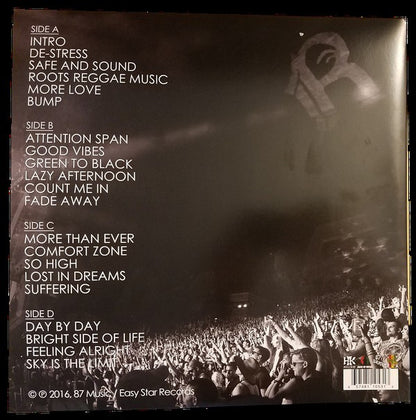 SIDE A
INTRO
DE-STRESS
SAFE AND SOUND
ROOTS REGGAE MUSIC
MORE LOVE
BUMP
SIDE B
ATTENTION SPAN
GOOD VIBES
GREEN TO BLACK
LAZY AFTERNOON
COUNT ME IN
FADE AWAY
SIDE C
MORE THAN EVER
COMFORT ZONE
SO HIGH
LOST IN DREAMS
SUFFERING
SIDE D
DAY BY DAY
BRIGHT SIDE OF LIFE
FEELING ALRIGHT
SKY IS THE LIMIT
© ℗ 2016, 87 Music / Easy Star Records